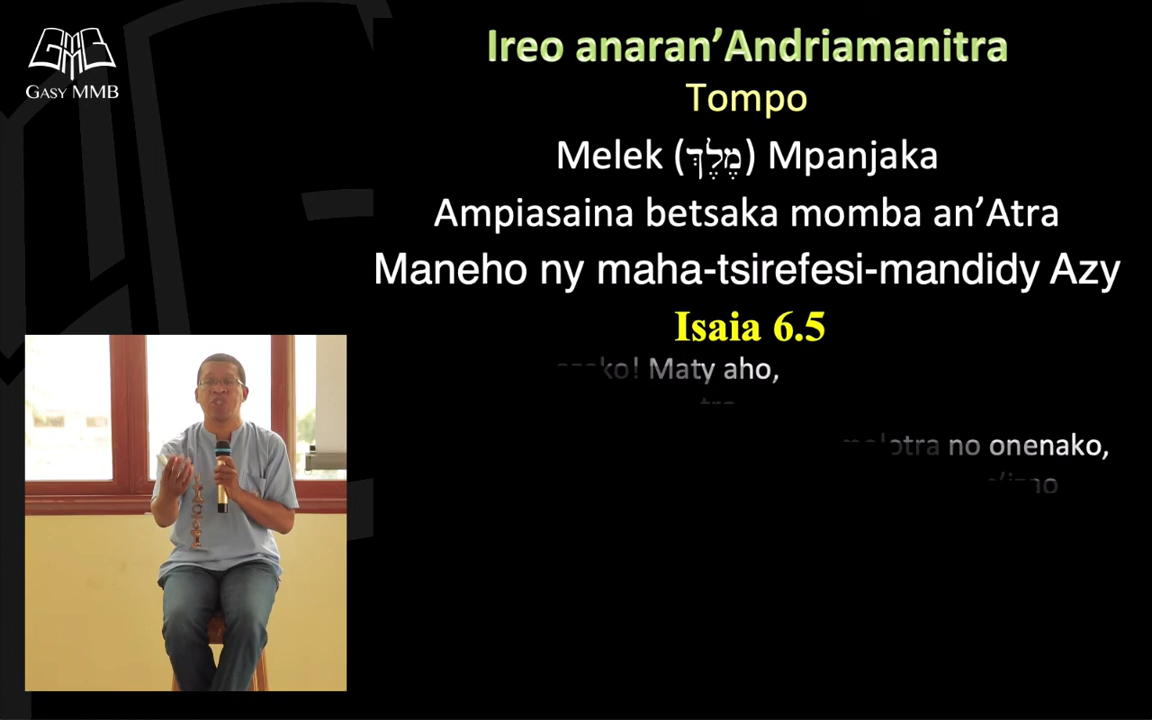 GASY MMB
Ireo anaran’Andriamanitra
Tompo
Melek (מֶלֶךְ) Mpanjaka
Ampiasaina betsaka momba an’Atra
Maneho ny maha-tsirefesi-mandidy Azy
Isaia 6.5
Maty aho,
no onenako,